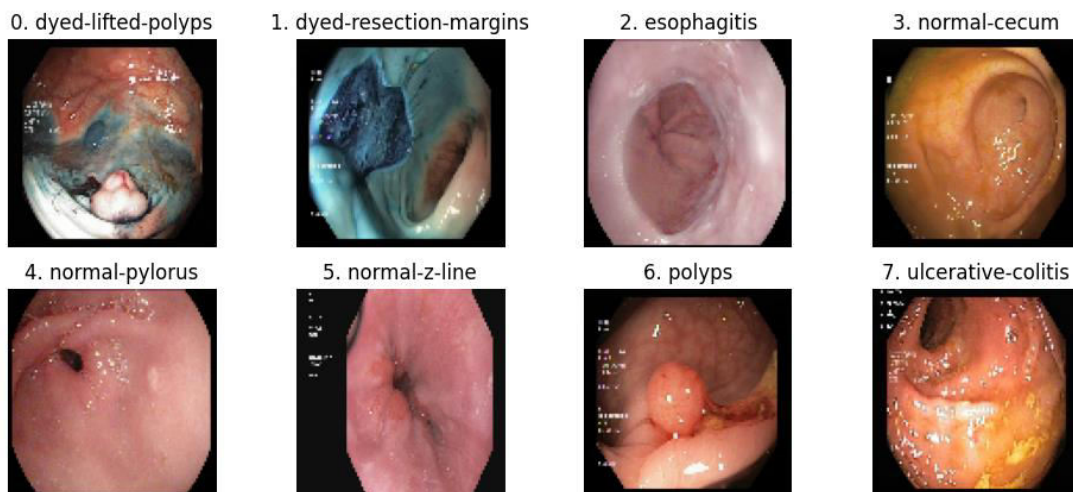 0. dyed-lifted-polyps
1. dyed-resection-margins
2. esophagitis
3. normal-cecum
4. normal-pylorus
5. normal-z-line
6. polyps
7. ulcerative-colitis